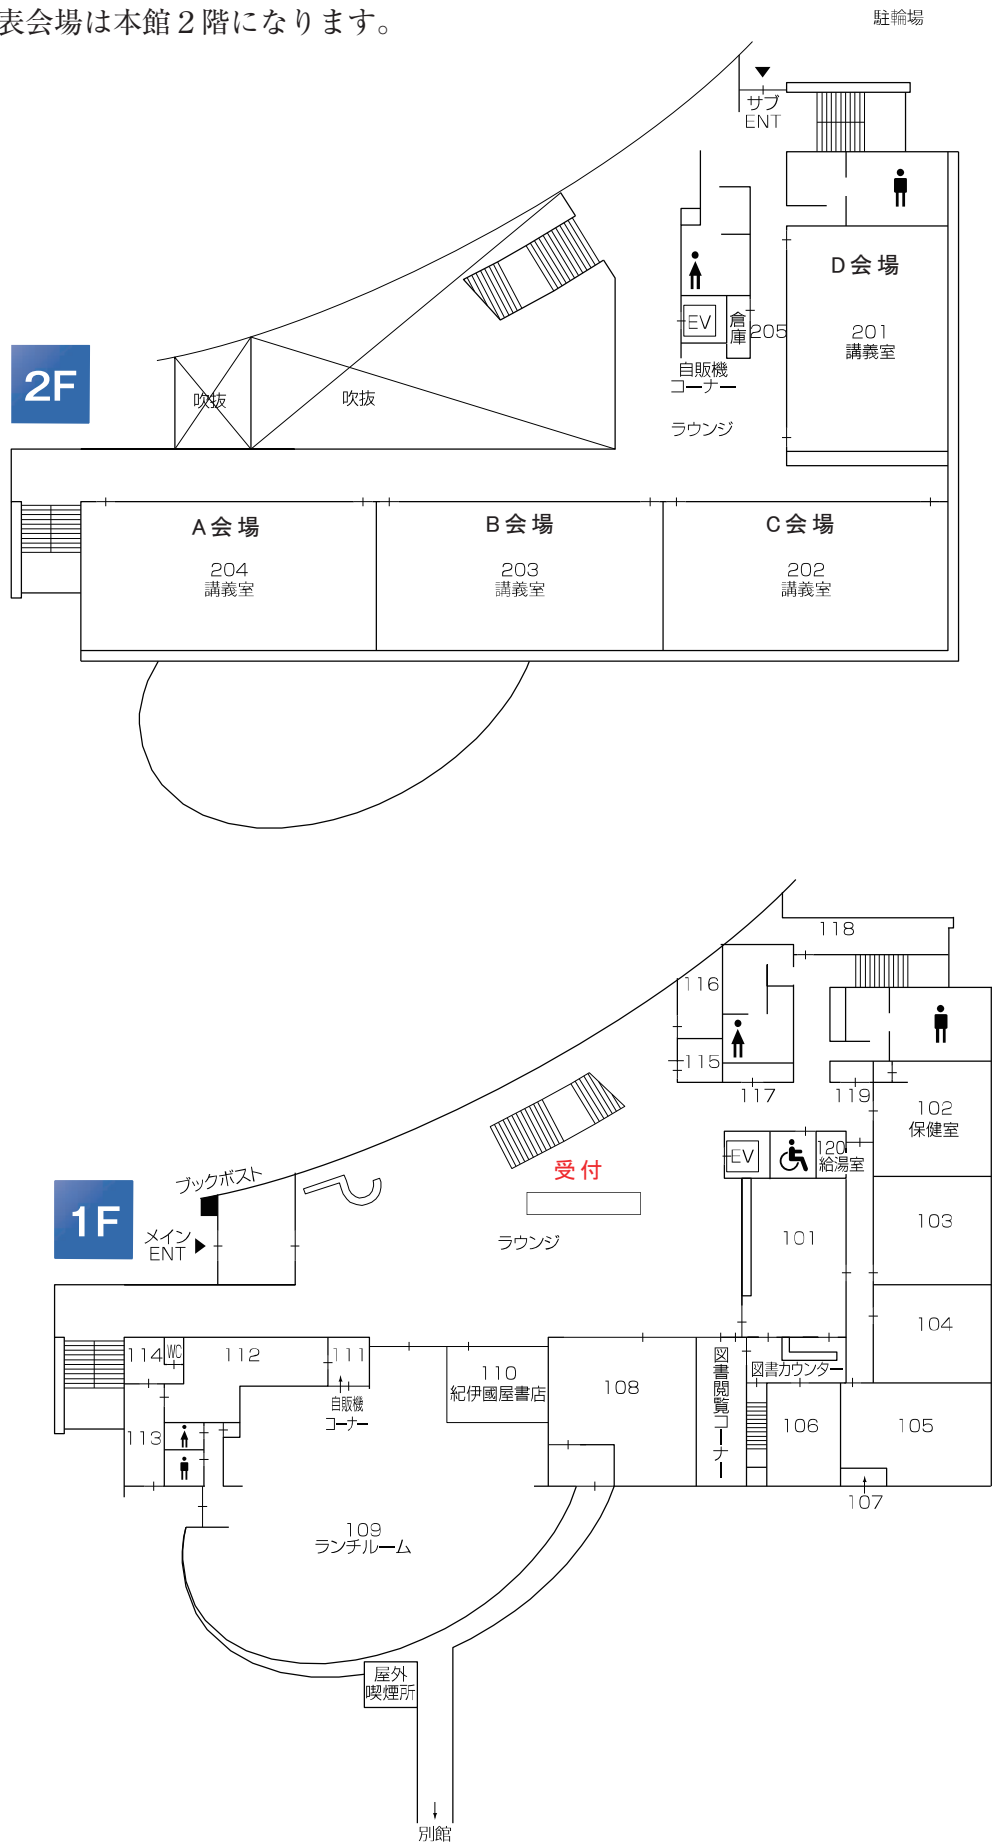 表会場は本館２階になります。
駐輪場
サブ
ENT
D会場
EV
倉庫
205
201
講義室
自販機
コーナー
2F
吹抜
吹抜
ラウンジ
A会場
B会場
C会場
204
講義室
203
講義室
202
講義室
118
116
115
117
119
102
保健室
EV
120
給湯室
受付
ブックポスト
1F
メイン
ENT
ラウンジ
101
103
104
114
WC
112
111
自販機
コーナー
110
紀伊國屋書店
108
図書閲覧コーナー
図書カウンター
113
106
105
107
109
ランチルーム
屋外
喫煙所
別館